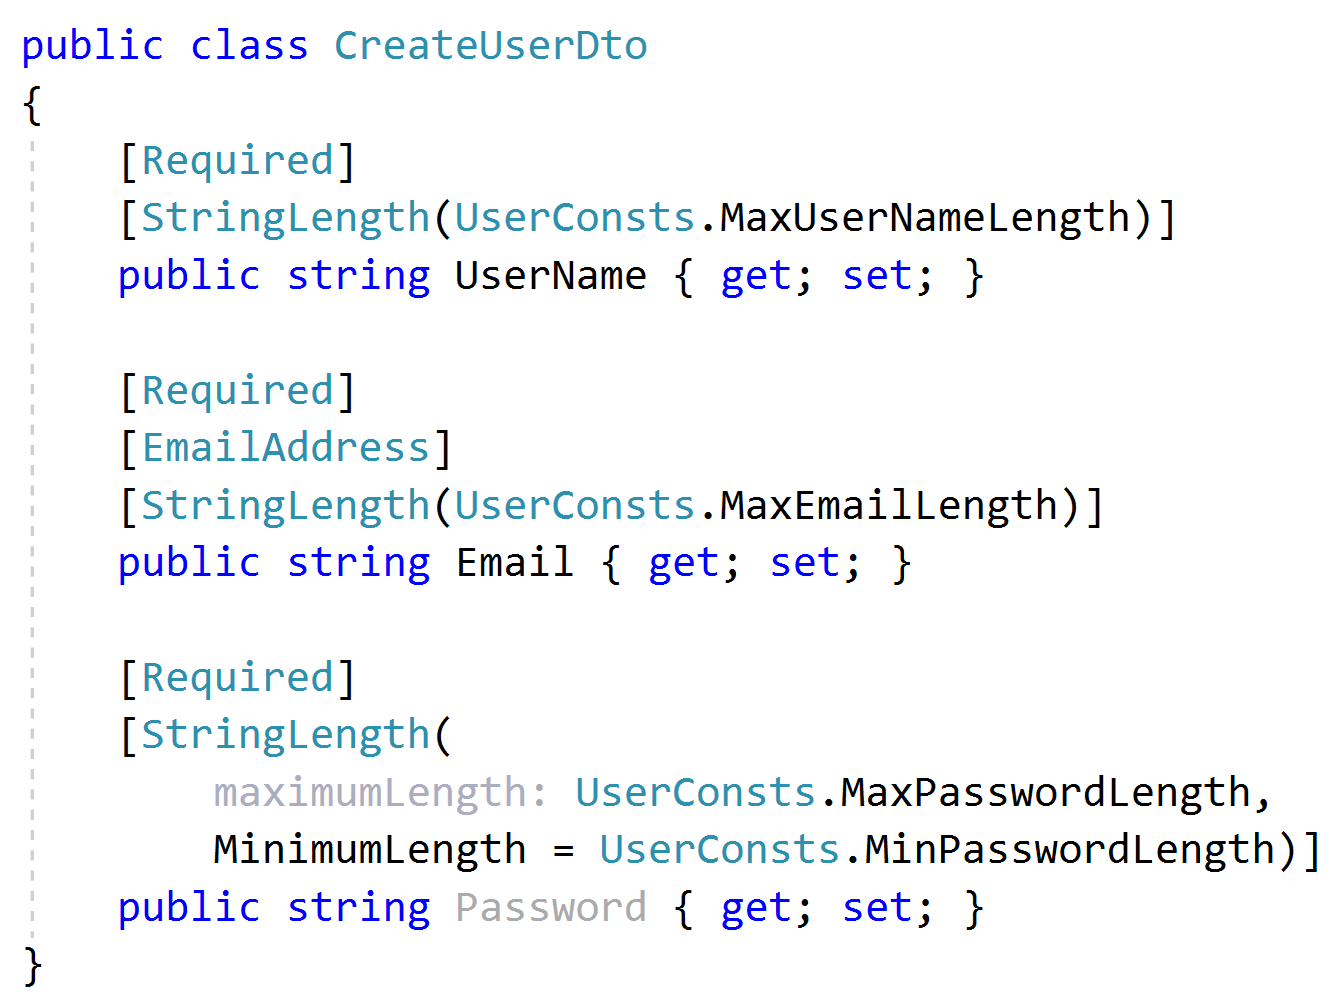 public class CreateUserDto
{
    [Required]
    [StringLength(UserConsts.MaxUserNameLength)]
    public string UserName { get; set; }

    [Required]
    [EmailAddress]
    [StringLength(UserConsts.MaxEmailLength)]
    public string Email { get; set; }

    [Required]
    [StringLength(
        maximumLength: UserConsts.MaxPasswordLength,
        MinimumLength = UserConsts.MinPasswordLength)]
    public string Password { get; set; }
}